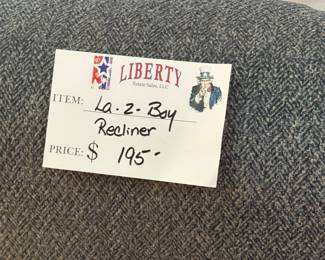 LIBERTY
Estate Sales, LLC
ITEM: La-Z-Boy
Recliner
PRICE: $ 195--